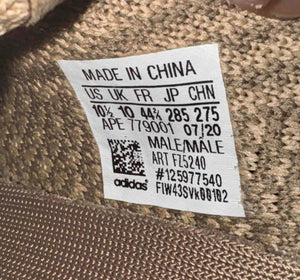 MADE IN CHINA
US UK FR JP CHN
10½ 10 44⅔ 285 275
APE 779001 07/20
MALE/MALE
ART FZ5240
#125977540
adidas
FIW43SVk00102